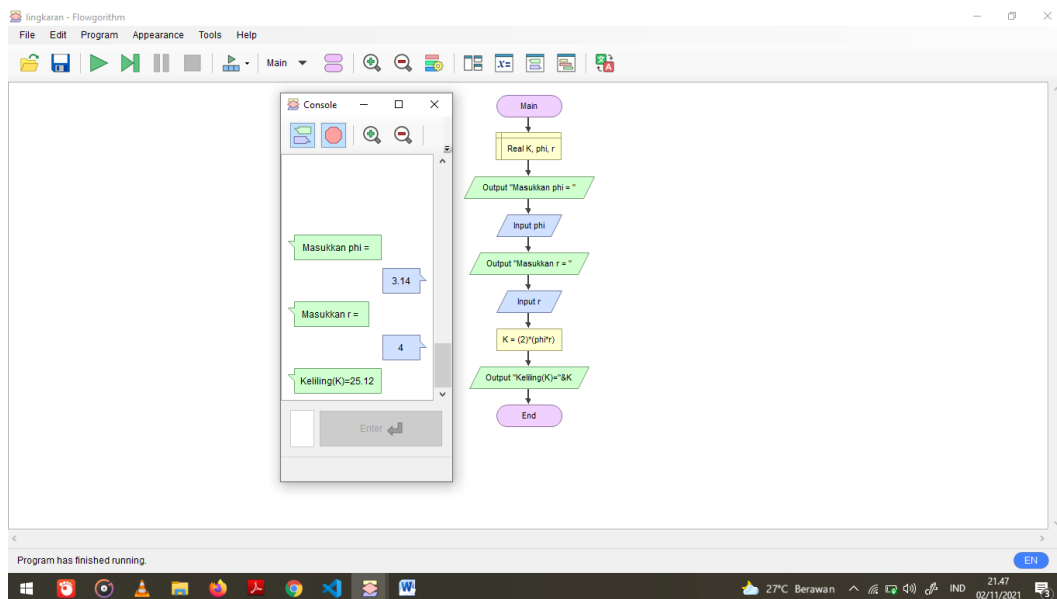 lingkaran - Flowgorithm
File Edit Program Appearance Tools Help
Main
Console
Masukkan phi =
3.14
Masukkan r =
4
Keliling(K)=25.12
Enter
Main
Real K, phi, r
Output "Masukkan phi = "
Input phi
Output "Masukkan r = "
Input r
K = (2)*(phi*r)
Output "Keliling(K)="&K
End
Program has finished running.
EN
27°C Berawan
IND
21.47
02/11/2021
3